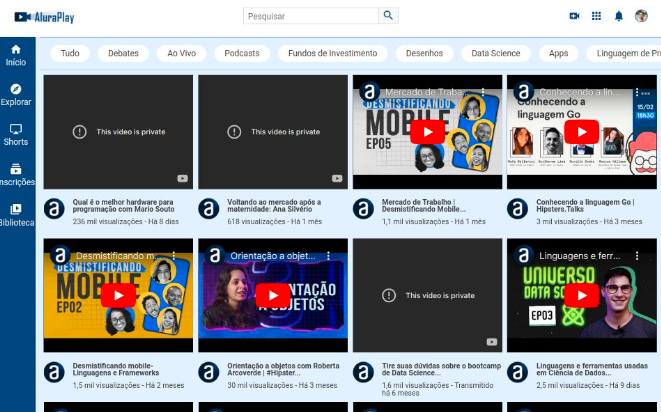 AluraPlay
Pesquisar
Início
Explorar
Shorts
nscrições
Biblioteca
Tudo
Debates
Ao Vivo
Podcasts
Fundos de Investimento
Desenhos
Data Science
Apps
Linguagem de Pr
This video is private
This video is private
Mercado de Traba...
DESMISTIFICANDO
MOBILE
EP05
Conhecendo a lin...
Conhecendo a
linguagem Go
15/02
18h30
Qual é o melhor hardware para
programação com Mario Souto
236 mil visualizações - Há 8 dias
Voltando ao mercado após a
maternidade: Ana Silvério
618 visualizações - Há 1 mês
Mercado de Trabalho |
Desmistificando Mobile...
1,1 mil visualizações - Há 1 mês
Conhecendo a linguagem Go |
Hipsters.Talks
3 mil visualizações - Há 3 meses
Desmistificando m...
DESMISTIFICANDO
MOBILE
EP02
Orientação a objet...
ORIENTAÇÃO
A OBJETOS
This video is private
Linguagens e ferr...
UNIVERSO
DATA SCIENCE
EP03
Desmistificando mobile-
Linguagens e Frameworks
1,5 mil visualizações - Há 2 meses
Orientação a objetos com Roberta
Arcoverde | #Hipster...
30 mil visualizações - Há 3 meses
Tire suas dúvidas sobre o bootcamp
de Data Science...
1,6 mil visualizações - Transmitido
há 6 meses
Linguagens e ferramentas usadas
em Ciência de Dados...
2,5 mil visualizações - Há 9 dias